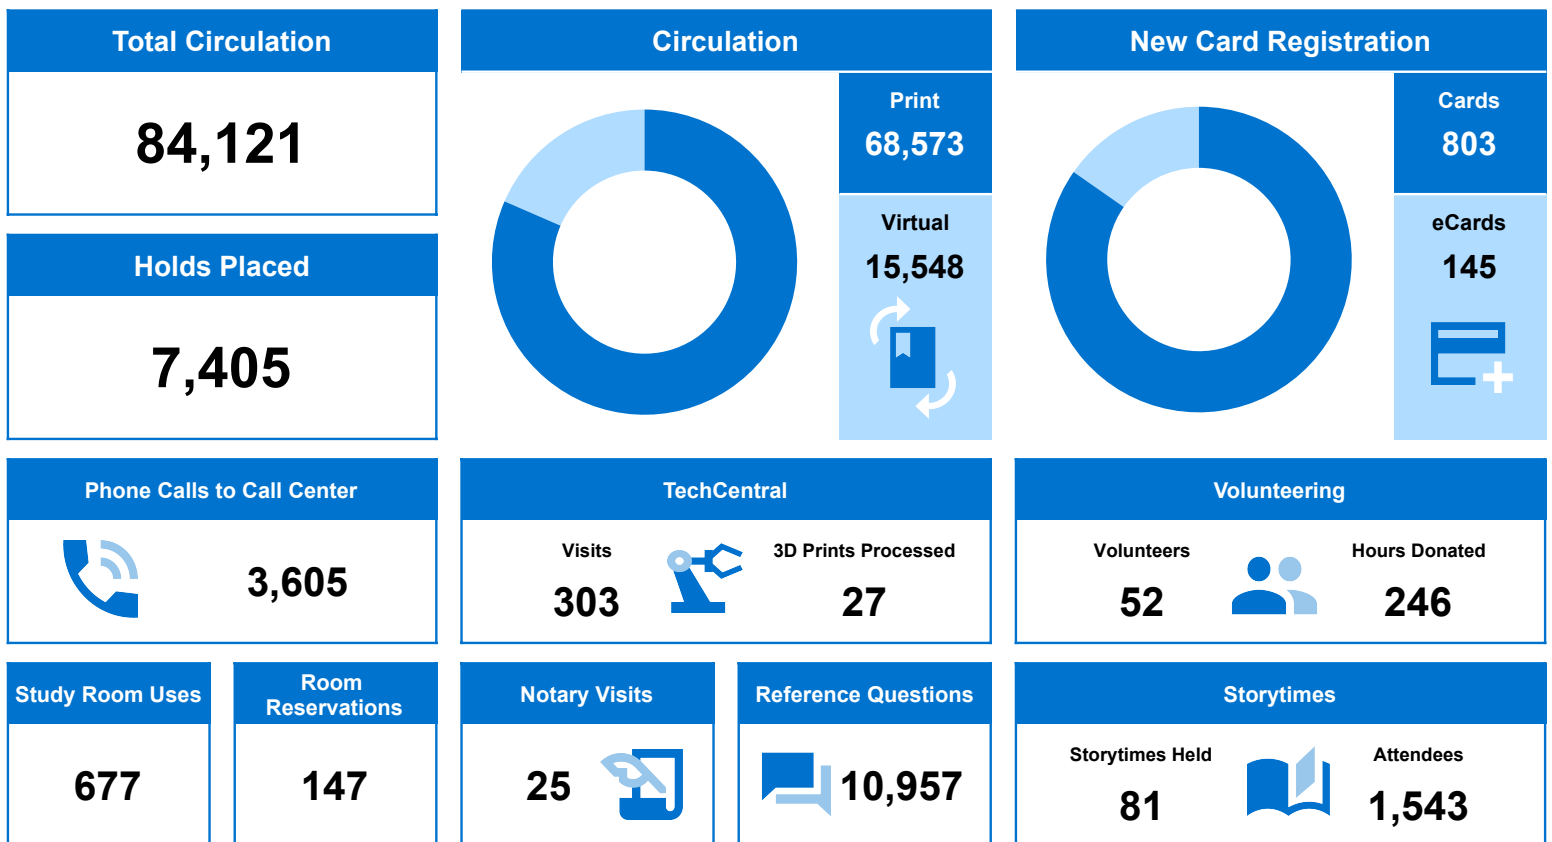 Total Circulation
84,121
Holds Placed
7,405
Circulation
Print
68,573
Virtual
15,548
New Card Registration
Cards
803
eCards
145
Phone Calls to Call Center
3,605
TechCentral
Visits
303
3D Prints Processed
27
Volunteering
Volunteers
52
Hours Donated
246
Study Room Uses
677
Room
Reservations
147
Notary Visits
25
Reference Questions
10,957
Storytimes
Storytimes Held
81
Attendees
1,543